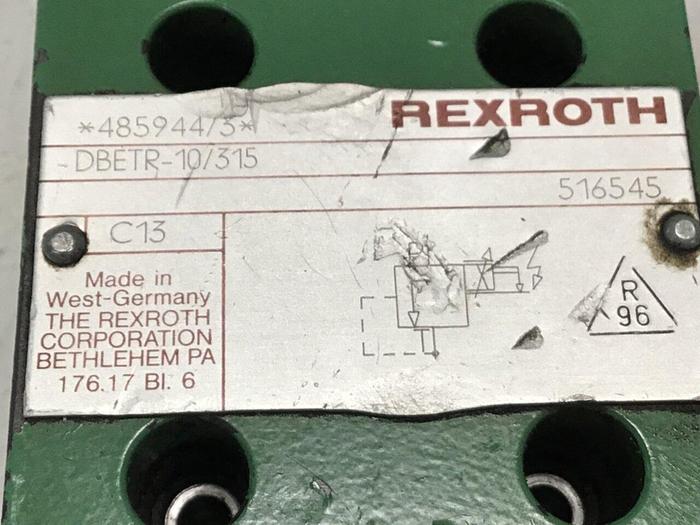 REXROTH
*485944/3*
-DBETR-10/315
516545
C13
Made in
West-Germany
THE REXROTH
CORPORATION
BETHLEHEM PA
176.17 Bl. 6
R
96